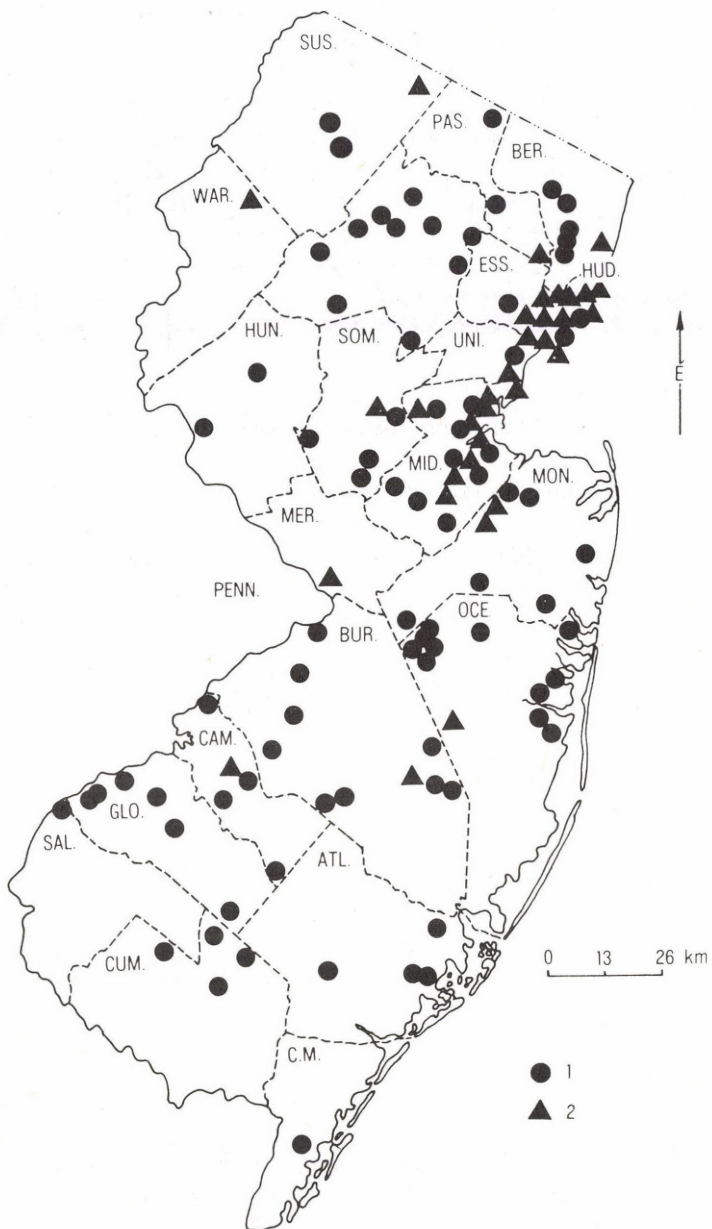 SUS.
PAS.
BER.
WAR.
ESS.
HUD.
HUN.
SOM.
UNI.
E
MID.
MON.
MER.
PENN.
OCE
BUR.
CAM.
GLO.
SAL.
ATL.
CUM.
0 13 26 km
C.M.
1
2